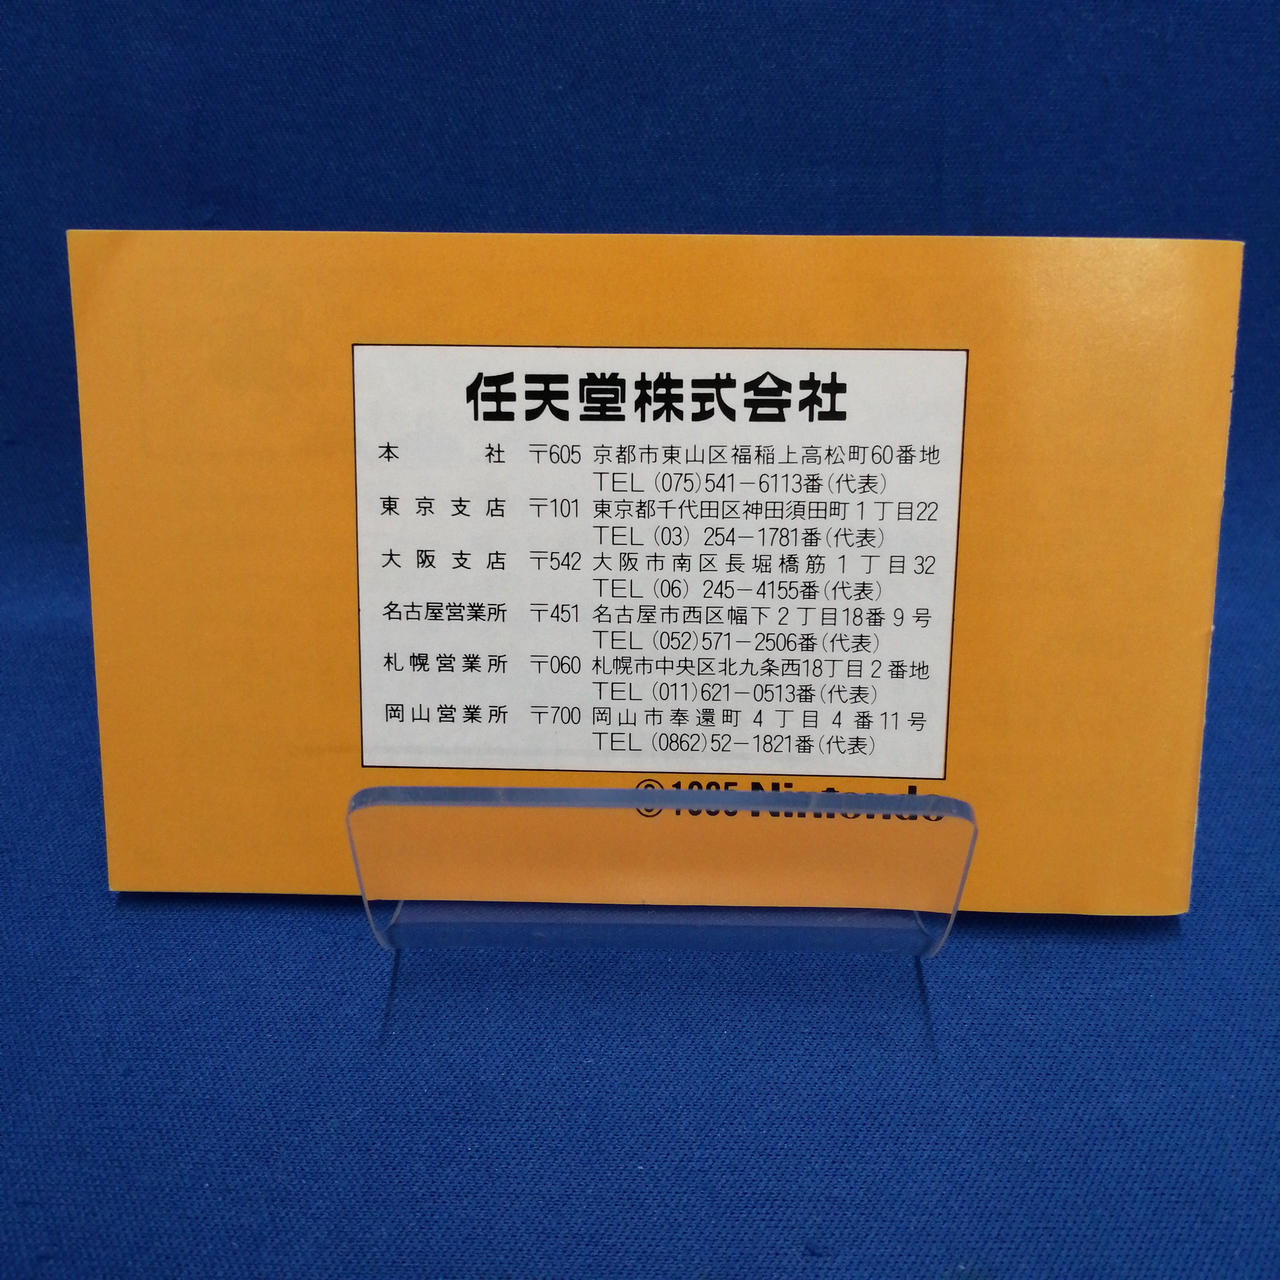 任天堂株式会社
本社 〒605 京都市東山区福稲上高松町60番地
TEL (075)541-6113番(代表)
東京支店 〒101 東京都千代田区神田須田町1丁目22
TEL (03) 254-1781番(代表)
大阪支店 〒542 大阪市南区長堀橋筋1丁目32
TEL (06) 245-4155番(代表)
名古屋営業所 〒451 名古屋市西区幅下2丁目18番9号
TEL (052)571-2506番(代表)
札幌営業所 〒060 札幌市中央区北九条西18丁目2番地
TEL (011)621-0513番(代表)
岡山営業所 〒700 岡山市奉還町4丁目4番11号
TEL (0862)52-1821番(代表)
© Nintendo